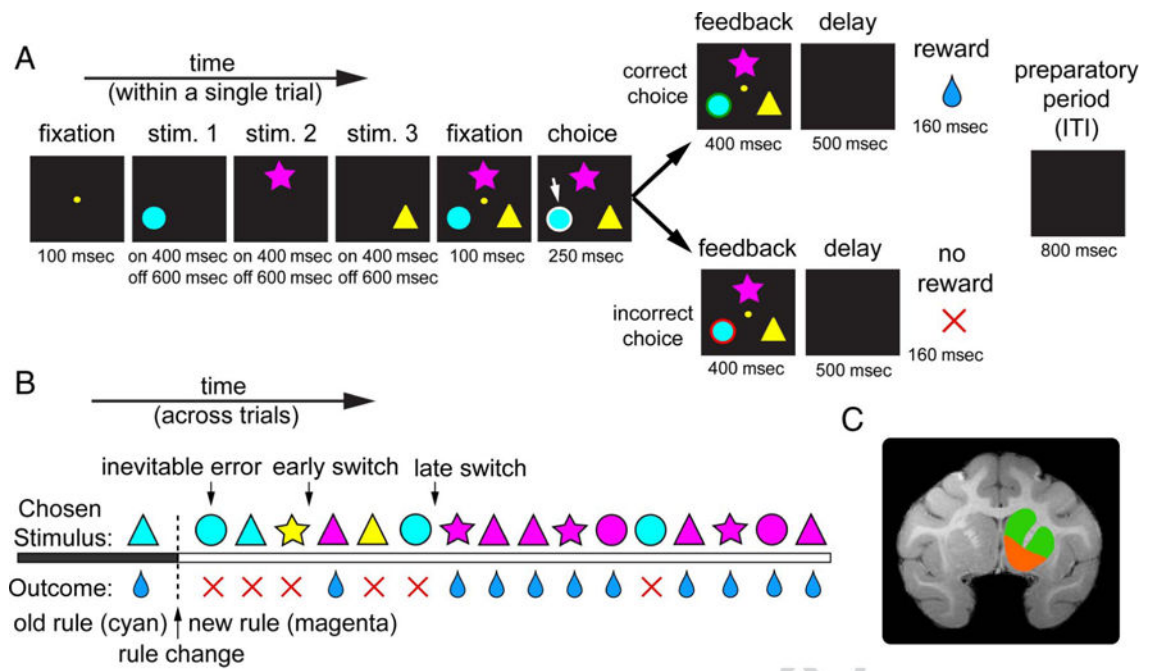 A
time
(within a single trial)
fixation
stim. 1
stim. 2
stim. 3
fixation
choice
100 msec
on 400 msec
off 600 msec
on 400 msec
off 600 msec
on 400 msec
off 600 msec
100 msec
250 msec
feedback
delay
reward
correct
choice
400 msec
500 msec
160 msec
feedback
delay
no
reward
incorrect
choice
400 msec
500 msec
160 msec
preparatory
period
(ITI)
800 msec
B
time
(across trials)
inevitable error
early switch
late switch
Chosen
Stimulus:
Outcome:
old rule (cyan)
new rule (magenta)
rule change
C